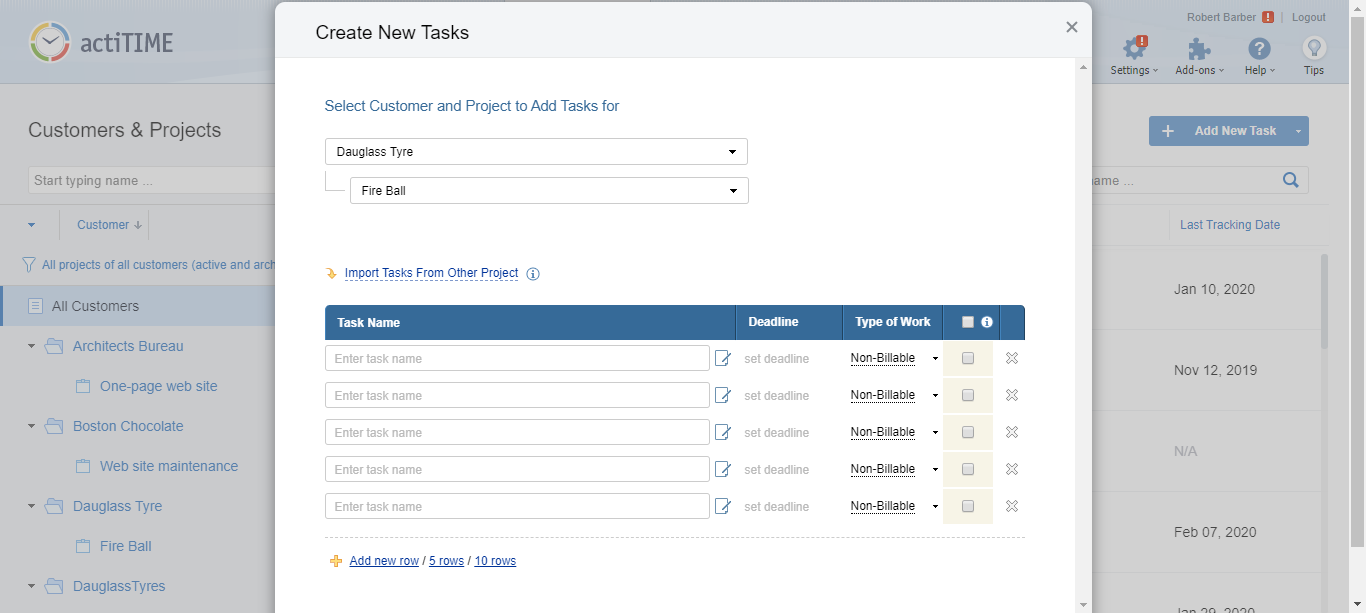 Robert Barber ! | Logout
actiTIME
Settings Add-ons Help Tips
Customers & Projects
Add New Task
Start typing name ...
name ...
Customer
Last Tracking Date
All projects of all customers (active and arch
All Customers
Architects Bureau
One-page web site
Boston Chocolate
Web site maintenance
Dauglass Tyre
Fire Ball
DauglassTyres
Create New Tasks
Select Customer and Project to Add Tasks for
Dauglass Tyre
Fire Ball
Import Tasks From Other Project
Task Name Deadline Type of Work
Enter task name set deadline Non-Billable
Enter task name set deadline Non-Billable
Enter task name set deadline Non-Billable
Enter task name set deadline Non-Billable
Enter task name set deadline Non-Billable
Add new row / 5 rows / 10 rows
Jan 10, 2020
Nov 12, 2019
N/A
Feb 07, 2020
Jan 29, 2020